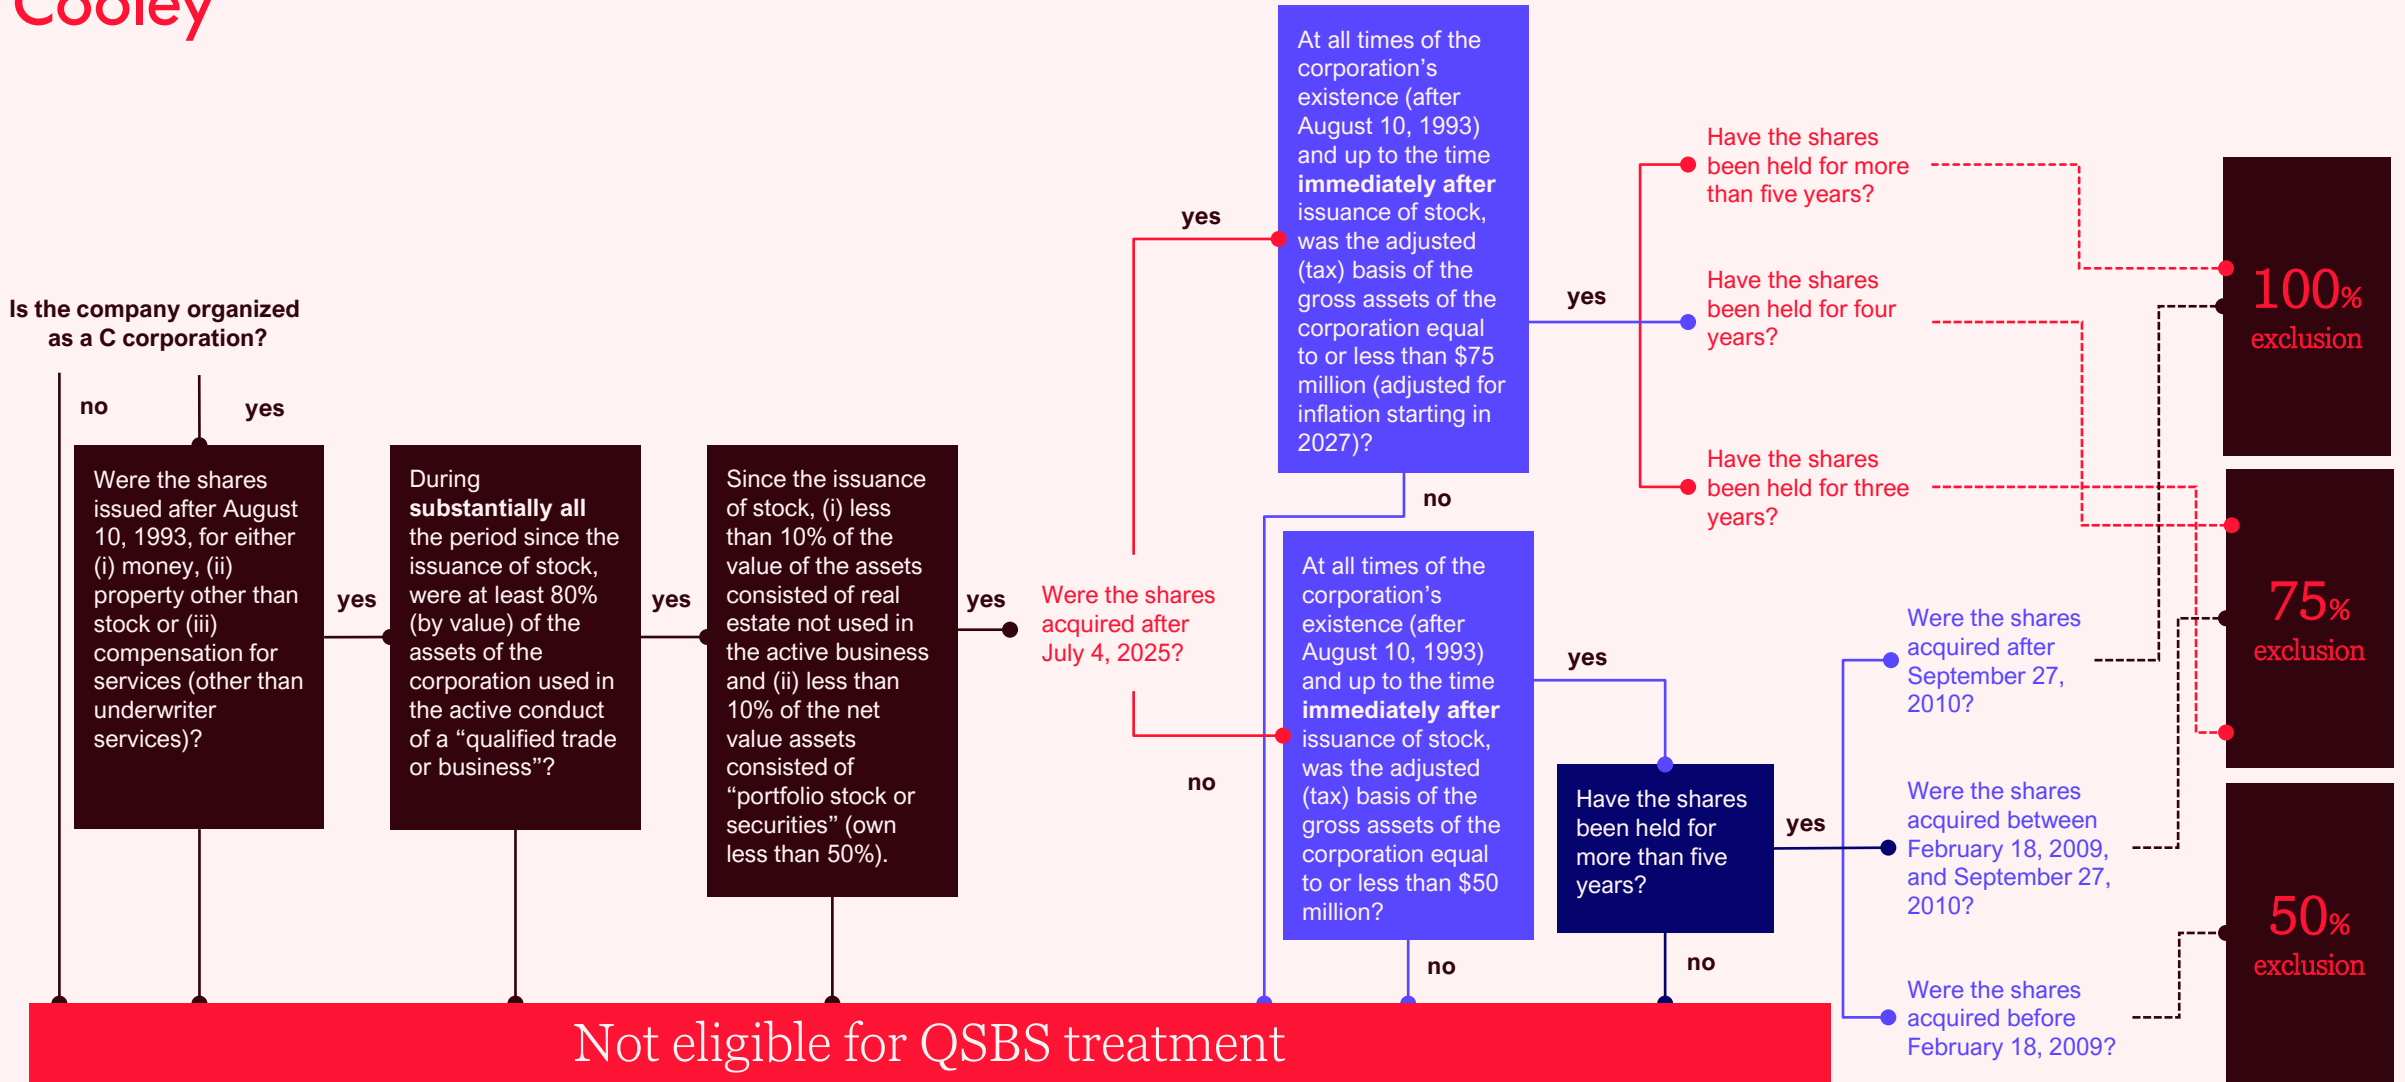 Cooley
Is the company organized
as a C corporation?
no
yes
Were the shares
issued after August
10, 1993, for either
(i) money, (ii)
property other than
stock or (iii)
compensation for
services (other than
underwriter
services)?
yes
During
substantially all
the period since the
issuance of stock,
were at least 80%
(by value) of the
assets of the
corporation used in
the active conduct
of a “qualified trade
or business”?
yes
Since the issuance
of stock, (i) less
than 10% of the
value of the assets
consisted of real
estate not used in
the active business
and (ii) less than
10% of the net
value assets
consisted of
“portfolio stock or
securities” (own
less than 50%).
yes
Were the shares
acquired after
July 4, 2025?
yes
At all times of the
corporation’s
existence (after
August 10, 1993)
and up to the time
immediately after
issuance of stock,
was the adjusted
(tax) basis of the
gross assets of the
corporation equal
to or less than $75
million (adjusted for
inflation starting in
2027)?
yes
no
Have the shares
been held for more
than five years?
Have the shares
been held for four
years?
Have the shares
been held for three
years?
no
At all times of the
corporation’s
existence (after
August 10, 1993)
and up to the time
immediately after
issuance of stock,
was the adjusted
(tax) basis of the
gross assets of the
corporation equal
to or less than $50
million?
yes
no
Have the shares
been held for
more than five
years?
yes
no
Were the shares
acquired after
September 27,
2010?
Were the shares
acquired between
February 18, 2009,
and September 27,
2010?
Were the shares
acquired before
February 18, 2009?
100%
exclusion
75%
exclusion
50%
exclusion
Not eligible for QSBS treatment